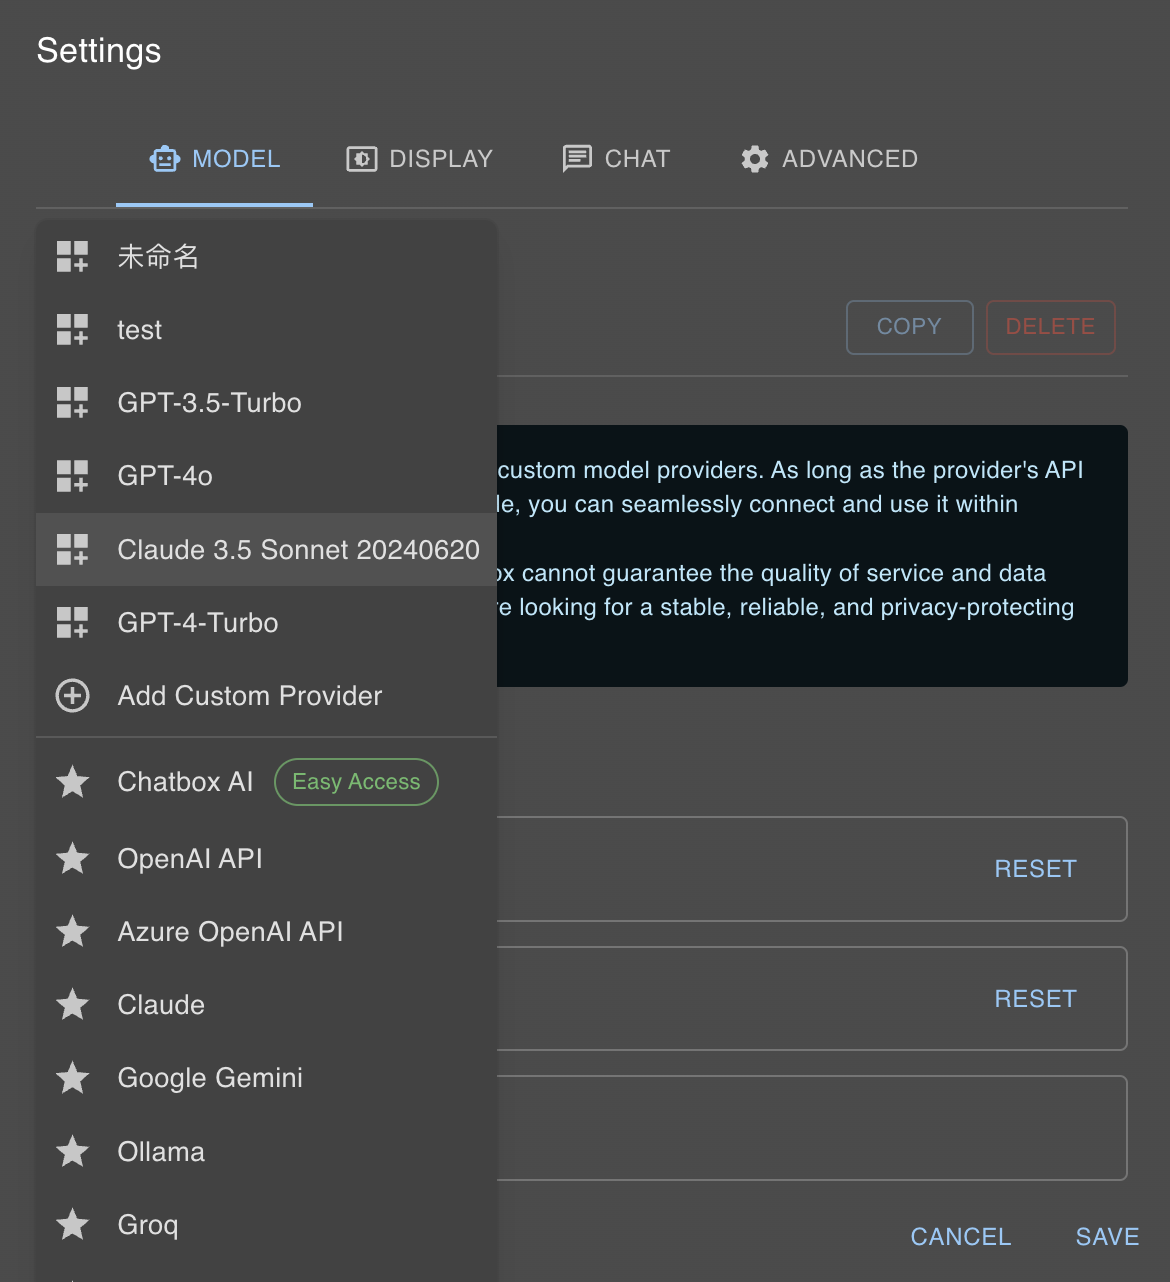 Settings
MODEL
DISPLAY
CHAT
ADVANCED
未命名
test
GPT-3.5-Turbo
GPT-4o
Claude 3.5 Sonnet 20240620
GPT-4-Turbo
Add Custom Provider
Chatbox AI
Easy Access
OpenAI API
Azure OpenAI API
Claude
Google Gemini
Ollama
Groq
COPY
DELETE
custom model providers. As long as the provider's API
, you can seamlessly connect and use it within
cannot guarantee the quality of service and data
looking for a stable, reliable, and privacy-protecting
RESET
RESET
CANCEL
SAVE